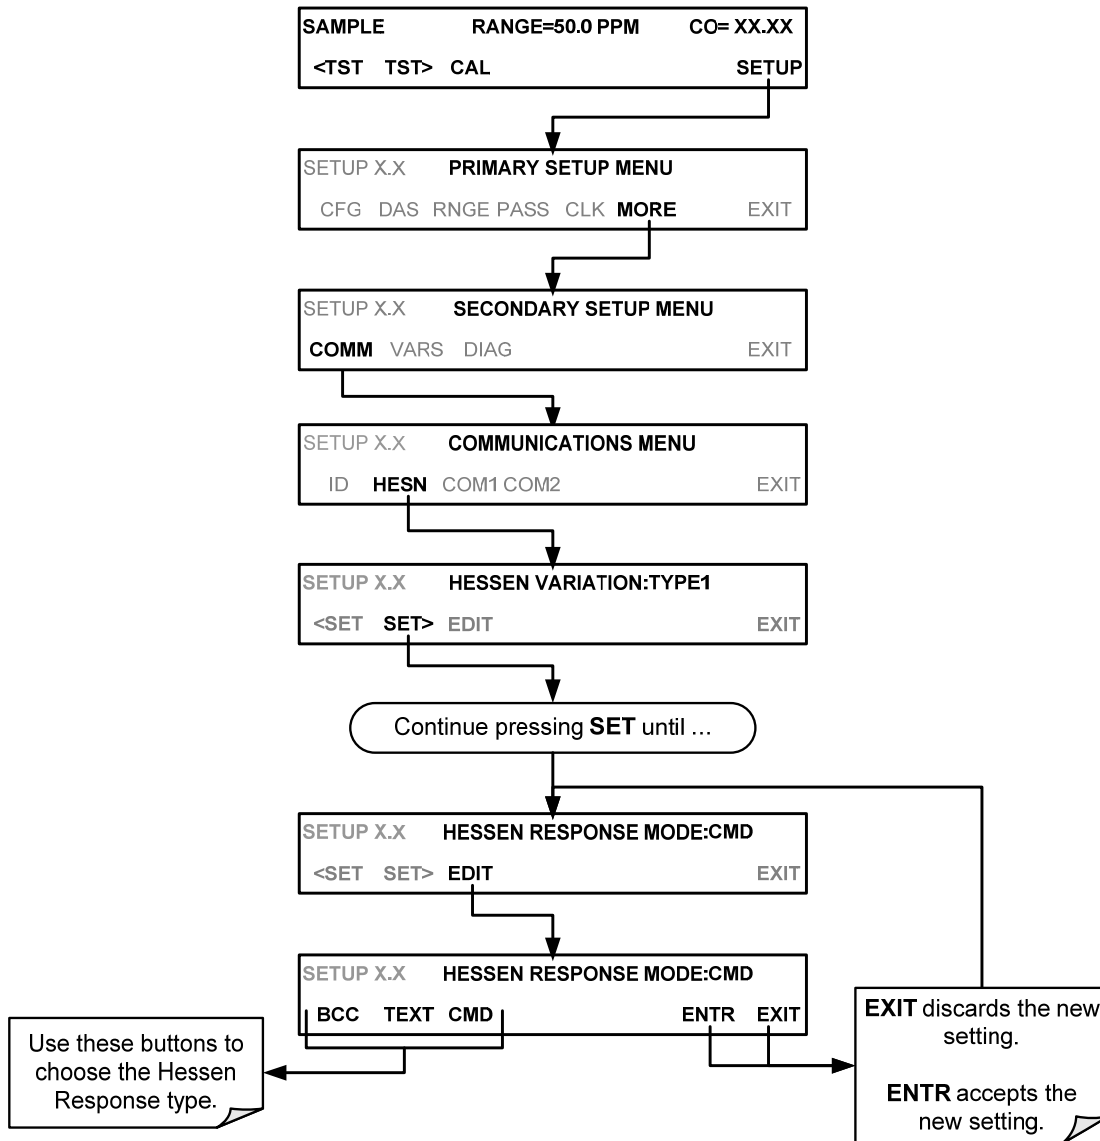 SAMPLE RANGE=50.0 PPM CO= XX.XX
<TST TST> CAL SETUP
SETUP X.X PRIMARY SETUP MENU
CFG DAS RNGE PASS CLK MORE EXIT
SETUP X.X SECONDARY SETUP MENU
COMM VARS DIAG EXIT
SETUP X.X COMMUNICATIONS MENU
ID HESN COM1 COM2 EXIT
SETUP X.X HESSEN VARIATION:TYPE1
<SET SET> EDIT EXIT
Continue pressing SET until ...
SETUP X.X HESSEN RESPONSE MODE:CMD
<SET SET> EDIT EXIT
SETUP X.X HESSEN RESPONSE MODE:CMD
BCC TEXT CMD ENTR EXIT
Use these buttons to
choose the Hessen
Response type.
EXIT discards the new
setting.
ENTR accepts the
new setting.